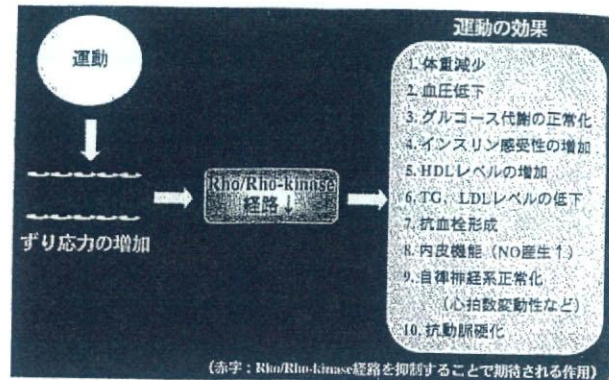 運動
ずり応力の増加
Rho/Rho-kinase
経路↓
運動の効果
1. 体重減少
2. 血圧低下
3. グルコース代謝の正常化
4. インスリン感受性の増加
5. HDLレベルの増加
6. TG、LDLレベルの低下
7. 抗血栓形成
8. 内皮機能（NO産生↑）
9. 自律神経系正常化
（心拍数変動性など）
10. 抗動脈硬化
（赤字：Rho/Rho-kinase経路を抑制することで期待される作用）